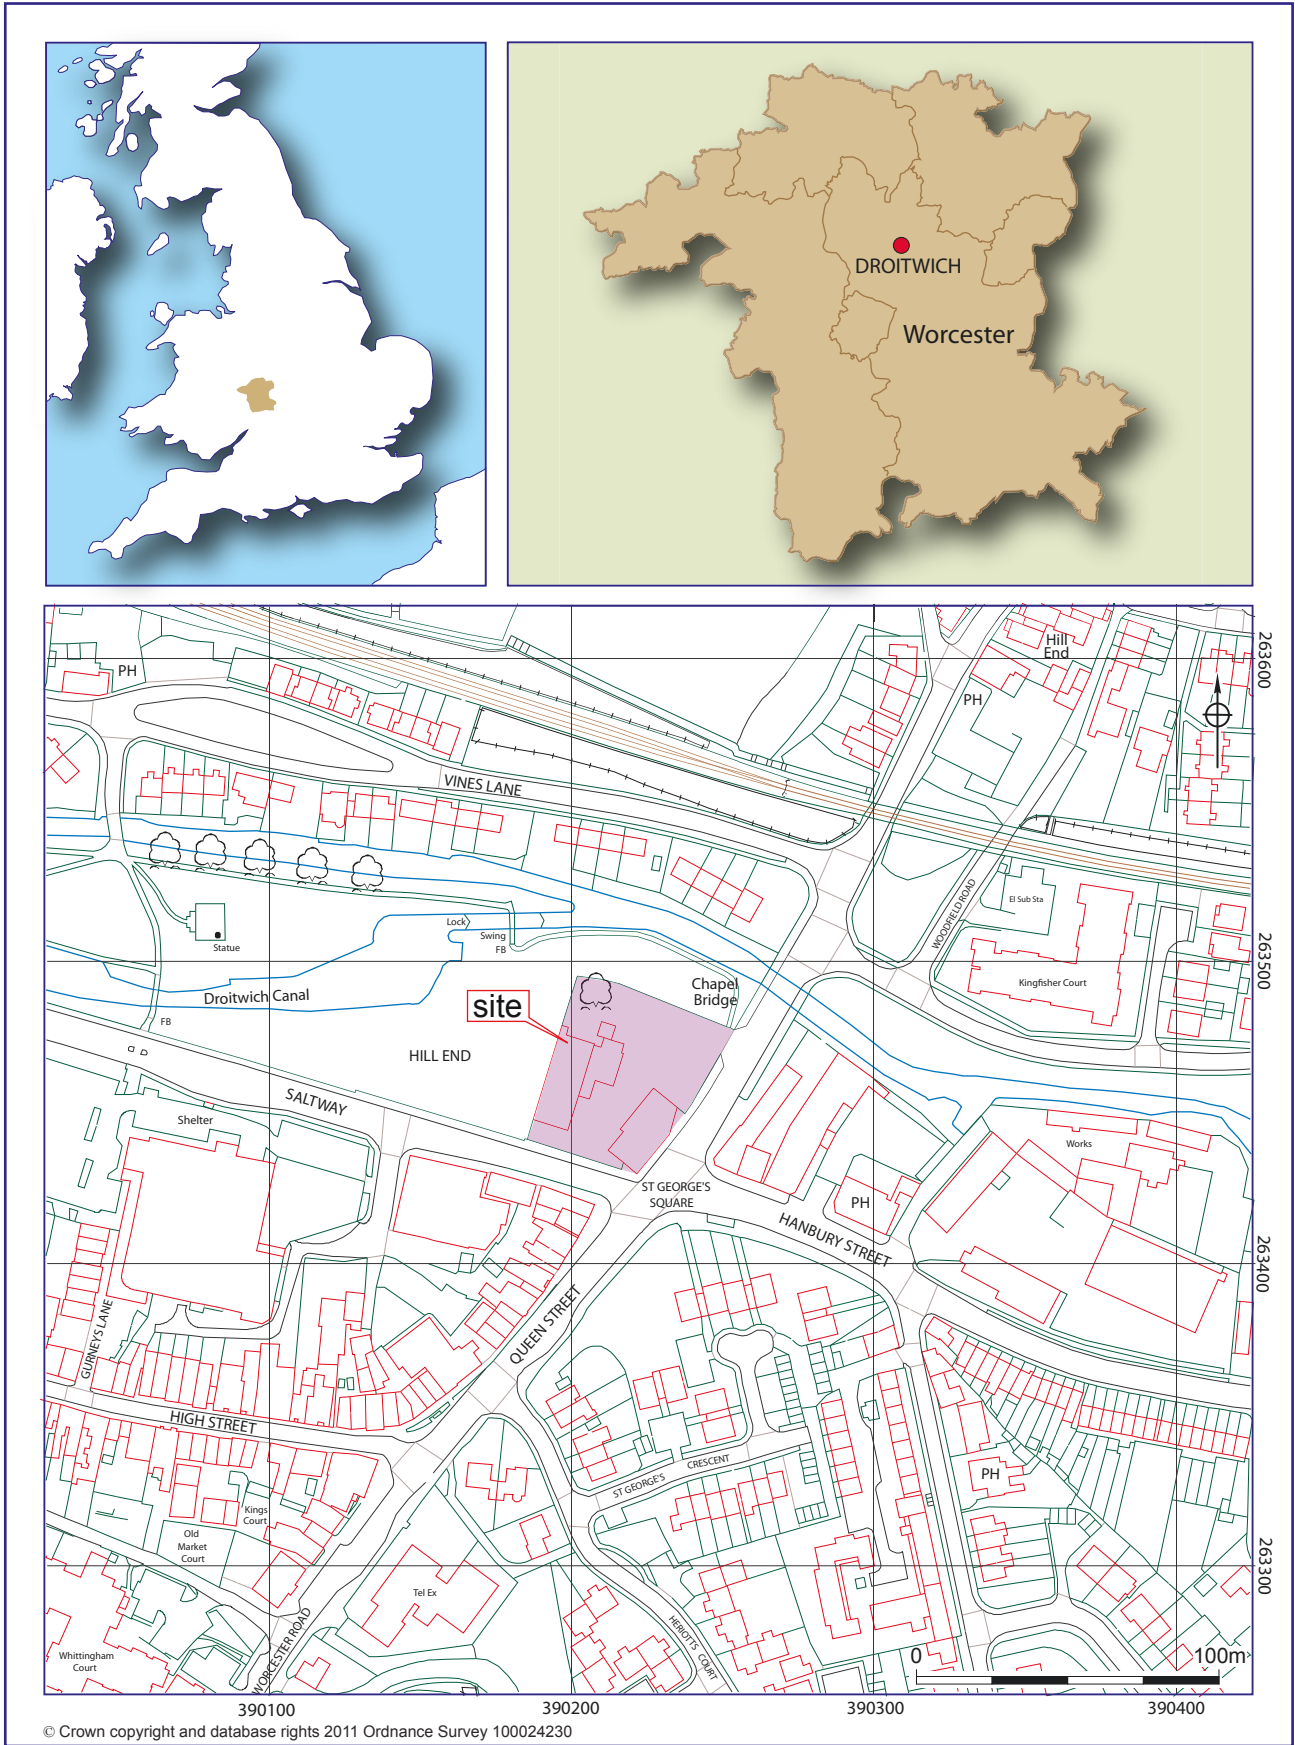 DROITWICH
Worcester
PH
Hill
End
PH
263600
VINES LANE
WOODFIELD ROAD
El Sub Sta
Lock
Swing
FB
Statue
263500
Kingfisher Court
Chapel
Bridge
Droitwich Canal
site
FB
HILL END
SALTWAY
Shelter
Works
ST GEORGE'S
SQUARE
PH
HANBURY STREET
263400
QUEEN STREET
GURNEYS LANE
HIGH STREET
ST GEORGE'S
CRESCENT
PH
Kings
Court
Old
Market
Court
263300
Tel Ex
HERIOTTS COURT
WORCESTER ROAD
Whittingham
Court
0
100m
390100
390200
390300
390400
© Crown copyright and database rights 2011 Ordnance Survey 100024230